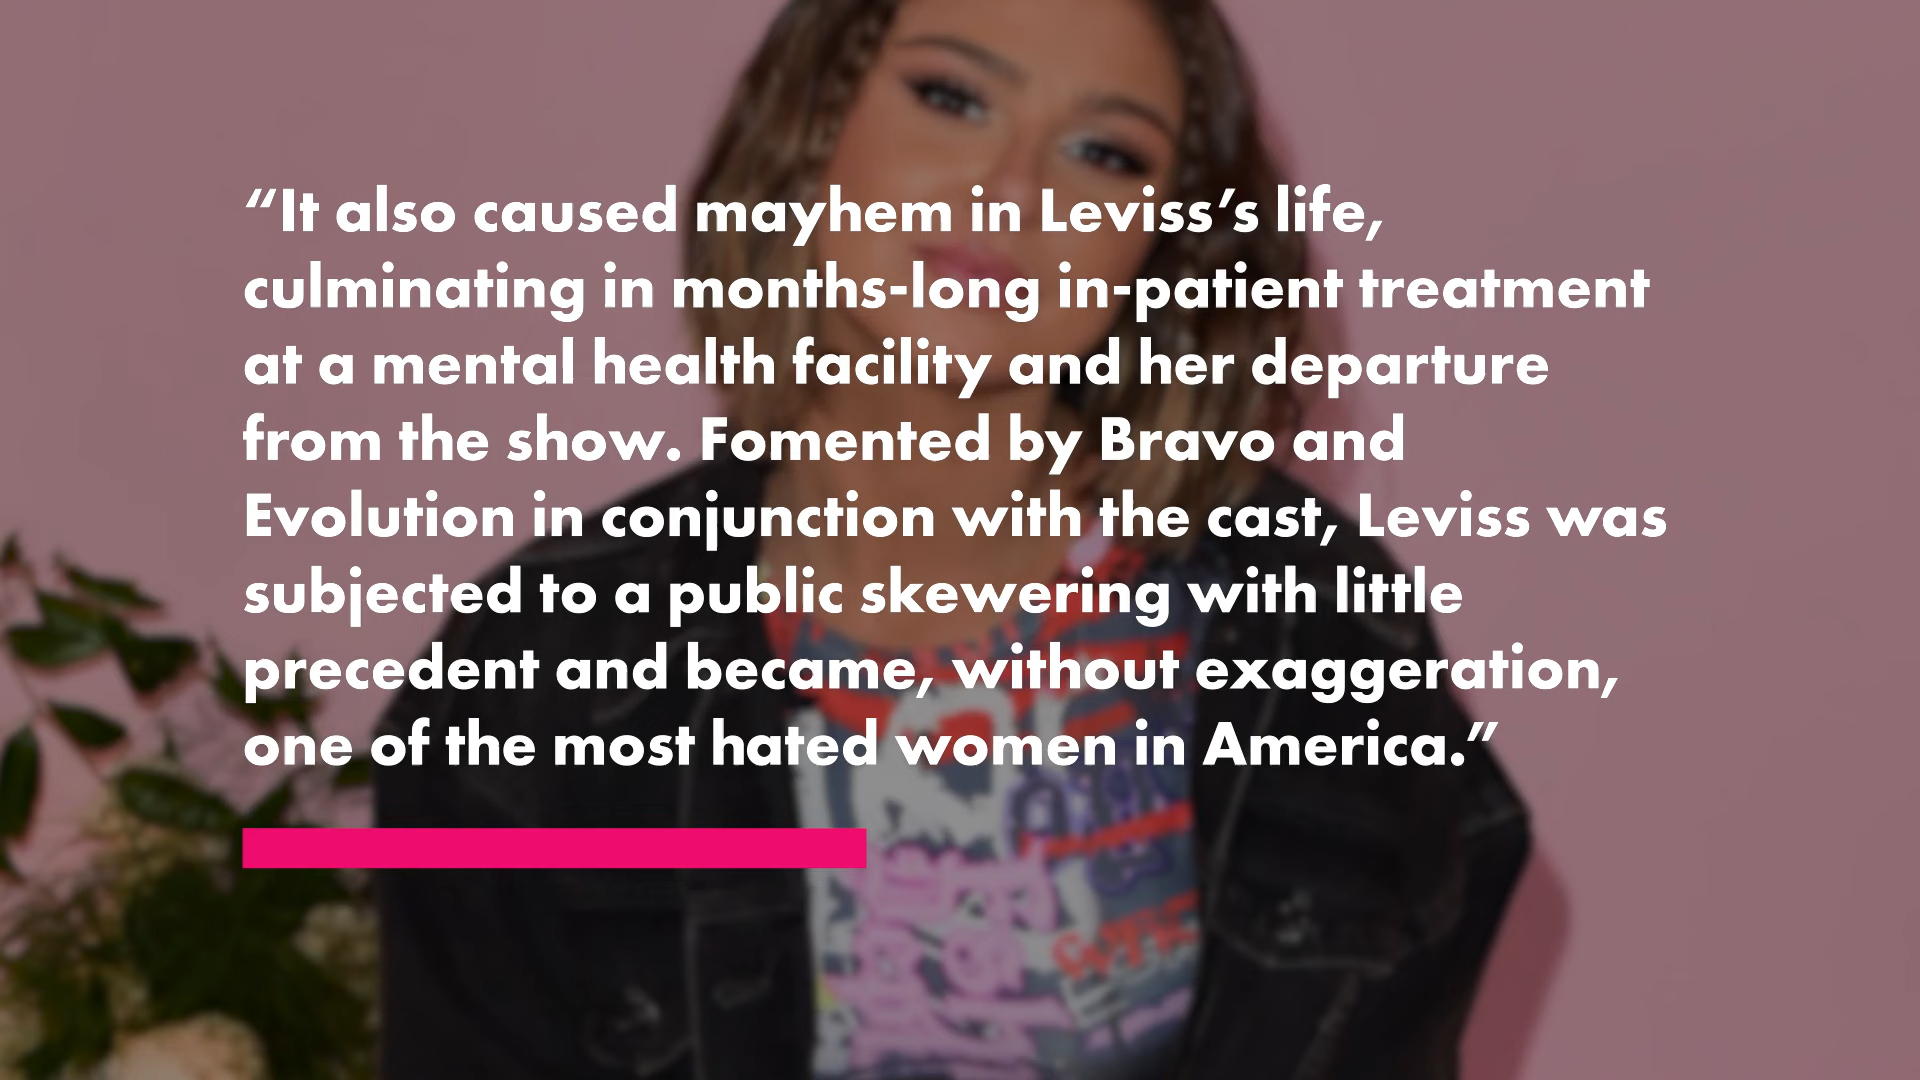 “It also caused mayhem in Leviss’s life,
culminating in months-long in-patient treatment
at a mental health facility and her departure
from the show. Fomented by Bravo and
Evolution in conjunction with the cast, Leviss was
subjected to a public skewering with little
precedent and became, without exaggeration,
one of the most hated women in America.”